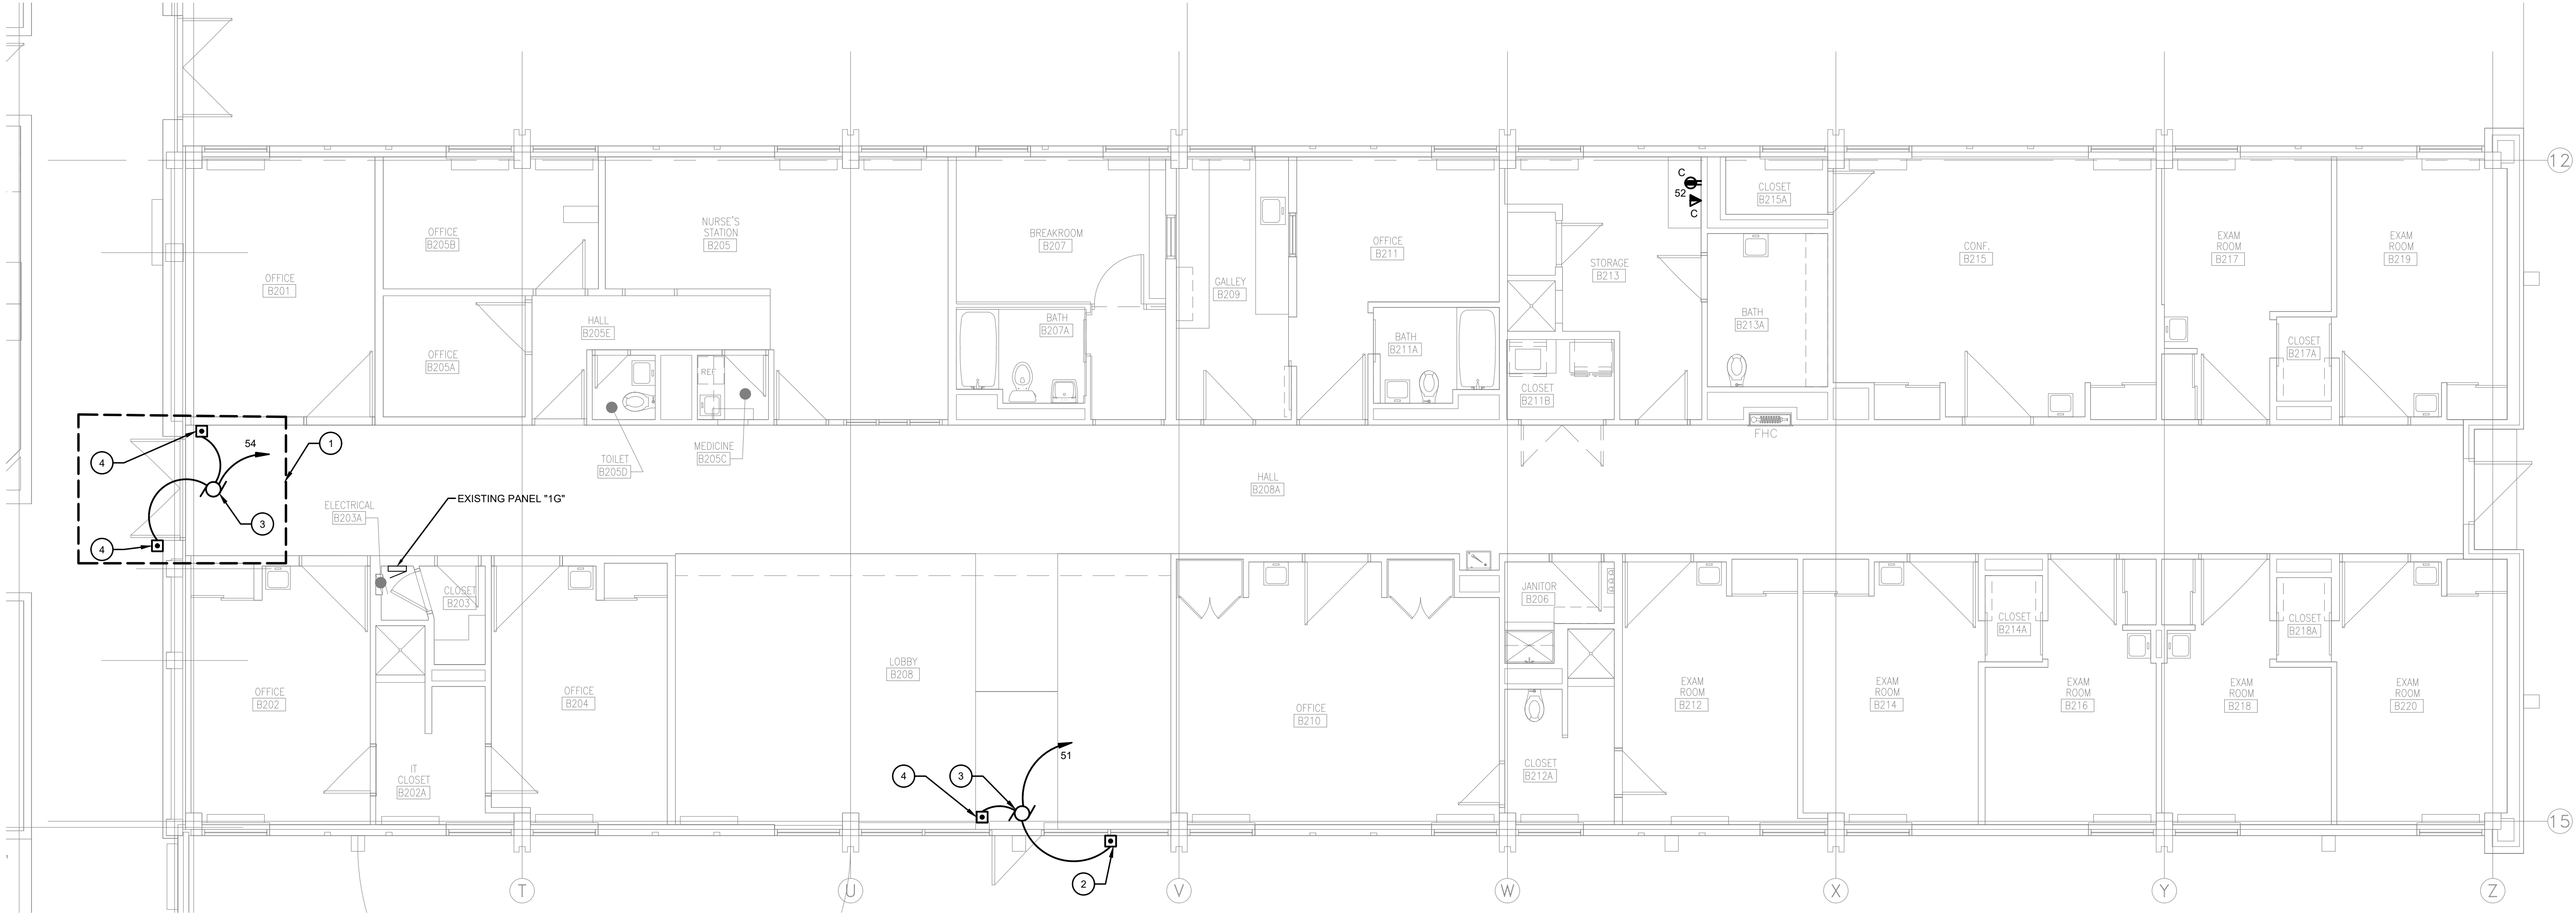 12
C
52
C
CLOSET
B215A
OFFICE
B205B
NURSE'S
STATION
B205
BREAKROOM
B207
OFFICE
B211
CONF.
B215
EXAM
ROOM
B217
EXAM
ROOM
B219
OFFICE
B201
GALLEY
B209
STORAGE
B213
HALL
B205E
BATH
B207A
BATH
B213A
OFFICE
B205A
BATH
B211A
CLOSET
B217A
REF
CLOSET
B211B
FHC
4
54
1
TOILET
B205D
MEDICINE
B205C
3
4
ELECTRICAL
B203A
EXISTING PANEL "1G"
HALL
B208A
CLOSET
B203
JANITOR
B206
CLOSET
B214A
CLOSET
B218A
OFFICE
B202
OFFICE
B204
LOBBY
B208
OFFICE
B210
EXAM
ROOM
B212
EXAM
ROOM
B214
EXAM
ROOM
B216
EXAM
ROOM
B218
EXAM
ROOM
B220
IT
CLOSET
B202A
4
3
51
CLOSET
B212A
2
15
T
U
V
W
X
Y
Z